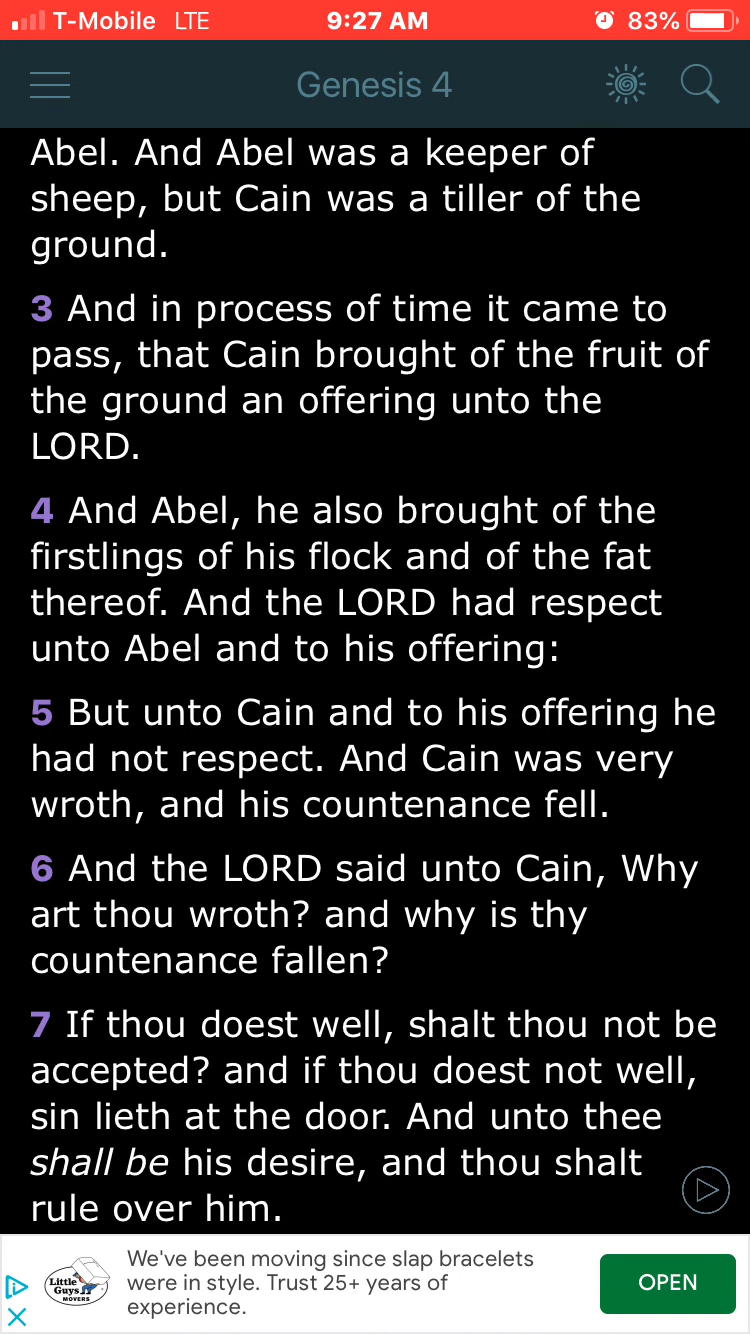 T-Mobile LTE 9:27 AM 83%
Genesis 4
Abel. And Abel was a keeper of
sheep, but Cain was a tiller of the
ground.
3 And in process of time it came to
pass, that Cain brought of the fruit of
the ground an offering unto the
LORD.
4 And Abel, he also brought of the
firstlings of his flock and of the fat
thereof. And the LORD had respect
unto Abel and to his offering:
5 But unto Cain and to his offering he
had not respect. And Cain was very
wroth, and his countenance fell.
6 And the LORD said unto Cain, Why
art thou wroth? and why is thy
countenance fallen?
7 If thou doest well, shalt thou not be
accepted? and if thou doest not well,
sin lieth at the door. And unto thee
shall be his desire, and thou shalt
rule over him.
Little
Guys
MOVERS
We've been moving since slap bracelets
were in style. Trust 25+ years of
experience.
OPEN